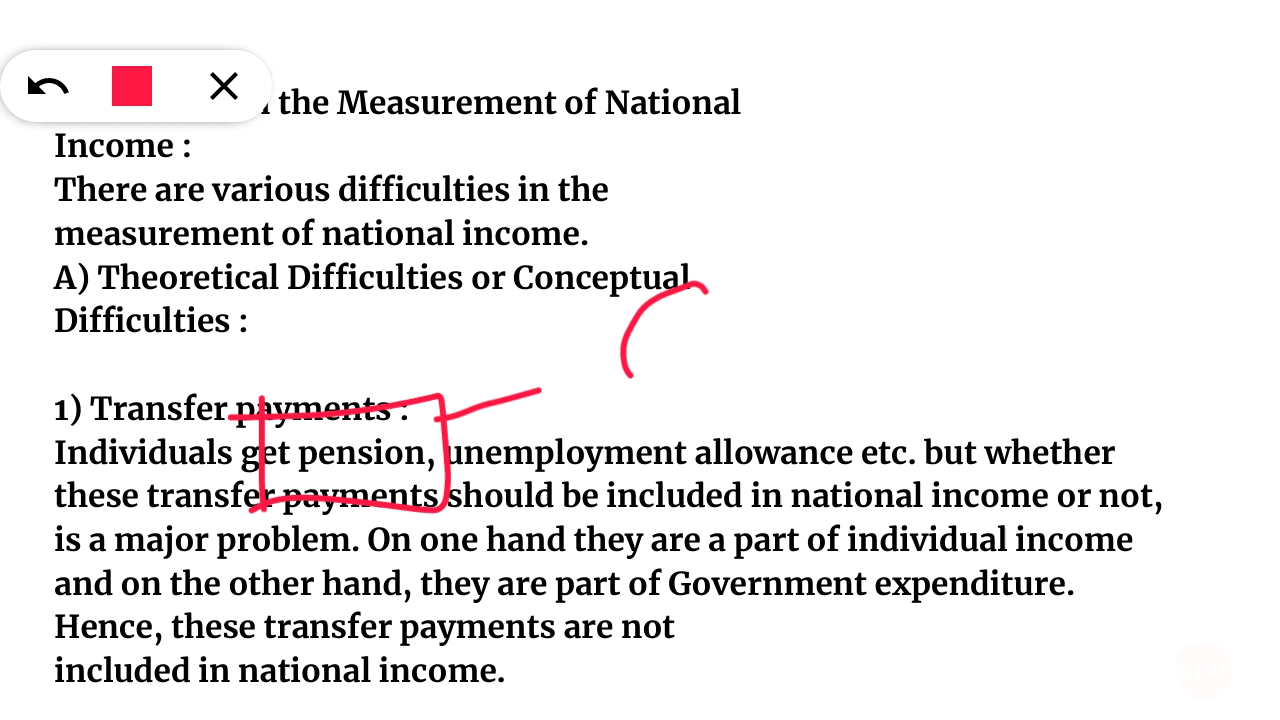 the Measurement of National
Income :
There are various difficulties in the
measurement of national income.
A) Theoretical Difficulties or Conceptual
Difficulties :
1) Transfer payments :
Individuals get pension, unemployment allowance etc. but whether
these transfer payments should be included in national income or not,
is a major problem. On one hand they are a part of individual income
and on the other hand, they are part of Government expenditure.
Hence, these transfer payments are not
included in national income.